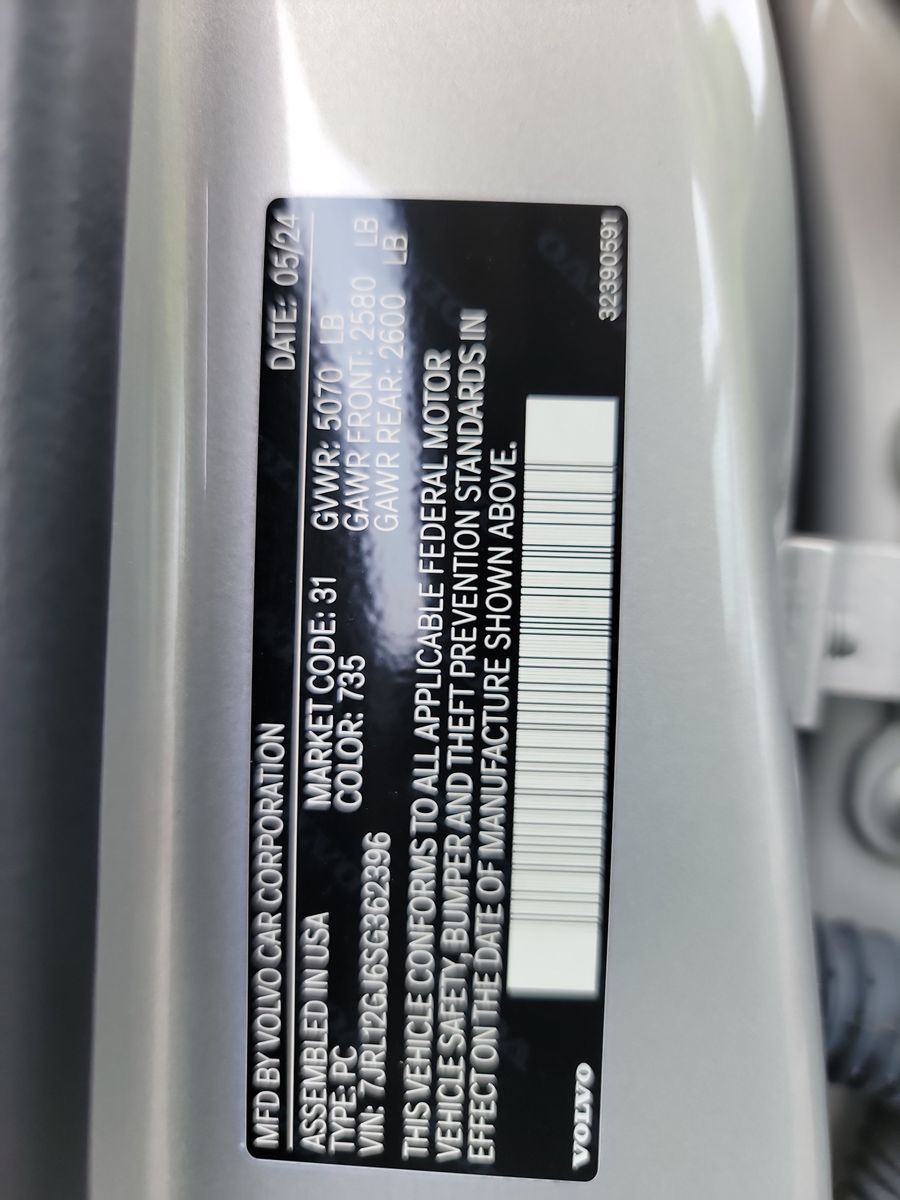 MFD BY VOLVO CAR CORPORATION DATE: 05/24
ASSEMBLED IN USA MARKET CODE: 31 GVWR: 5070 LB
TYPE: PC COLOR: 735 GAWR FRONT: 2580 LB
VIN: 7JRL12GJ6SG362396 GAWR REAR: 2600 LB
THIS VEHICLE CONFORMS TO ALL APPLICABLE FEDERAL MOTOR
VEHICLE SAFETY, BUMPER AND THEFT PREVENTION STANDARDS IN
EFFECT ON THE DATE OF MANUFACTURE SHOWN ABOVE.
VOLVO 32390591